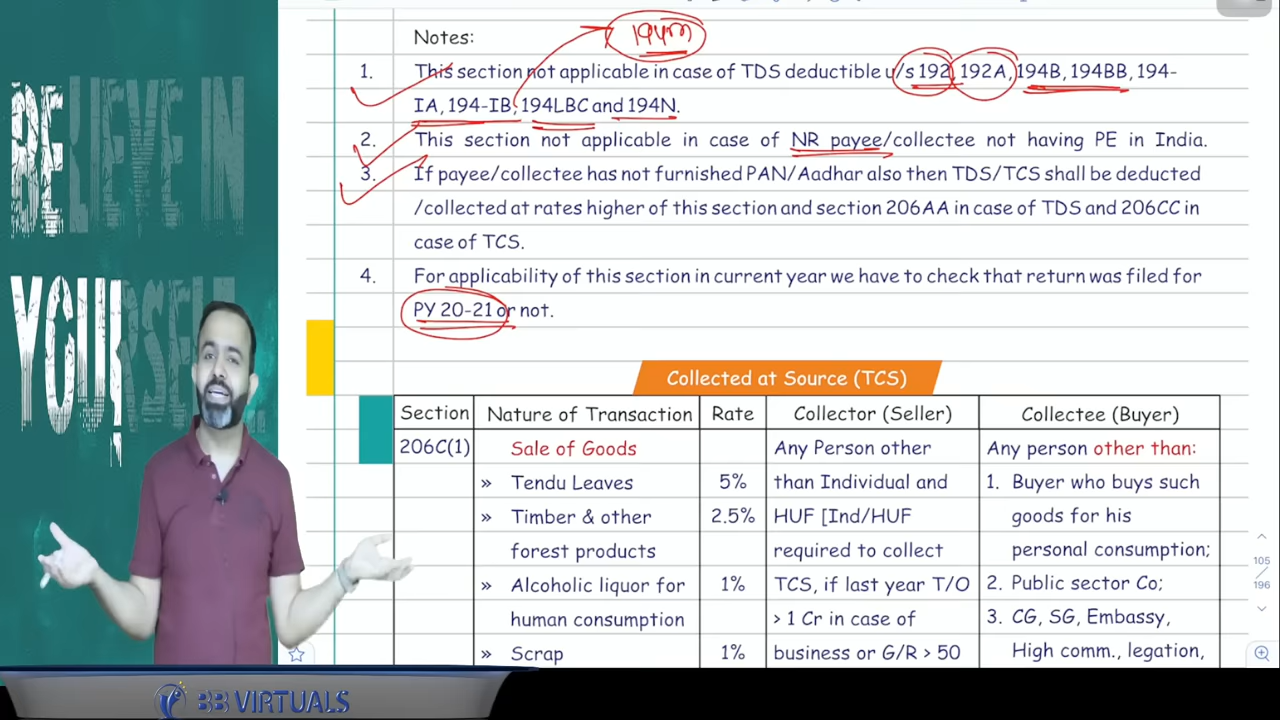 BELIEVE IN
YOURSELF.
194M
Notes:
1. This section not applicable in case of TDS deductible u/s 192, 192A, 194B, 194BB, 194-
IA, 194-IB, 194LBC and 194N.
2. This section not applicable in case of NR payee/collectee not having PE in India.
3. If payee/collectee has not furnished PAN/Aadhar also then TDS/TCS shall be deducted
/collected at rates higher of this section and section 206AA in case of TDS and 206CC in
case of TCS.
4. For applicability of this section in current year we have to check that return was filed for
PY 20-21 or not.
Collected at Source (TCS)
Section Nature of Transaction Rate Collector (Seller) Collectee (Buyer)
206C(1) Sale of Goods Any Person other Any person other than:
» Tendu Leaves 5% than Individual and 1. Buyer who buys such
» Timber & other 2.5% HUF [Ind/HUF goods for his
forest products required to collect personal consumption;
» Alcoholic liquor for 1% TCS, if last year T/O 2. Public sector Co;
human consumption > 1 Cr in case of 3. CG, SG, Embassy,
» Scrap 1% business or G/R > 50 High comm., legation,
105
196
BB VIRTUALS